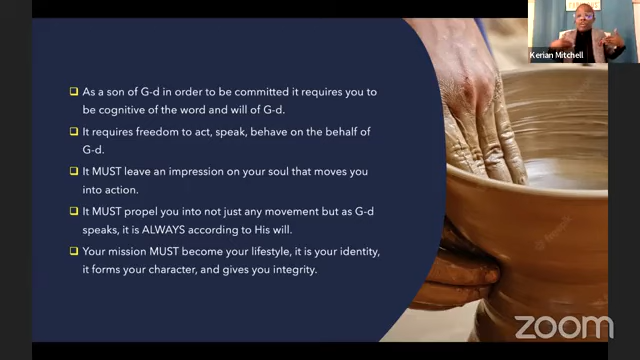 Kerian Mitchell
As a son of G-d in order to be committed it requires you to
be cognitive of the word and will of G-d.
It requires freedom to act, speak, behave on the behalf of
G-d.
It MUST leave an impression on your soul that moves you
into action.
It MUST propel you into not just any movement but as G-d
speaks, it is ALWAYS according to His will.
Your mission MUST become your lifestyle, it is your identity,
it forms your character, and gives you integrity.
zoom